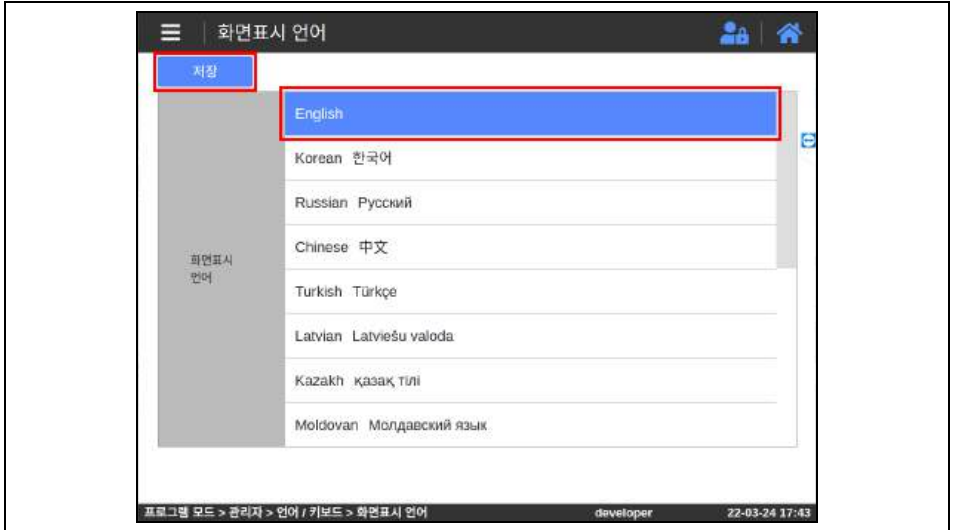 화면표시 언어
저장
English
Korean 한국어
Russian Русский
Chinese 中文
화면표시
언어
Turkish Türkçe
Latvian Latviešu valoda
Kazakh қазақ тілі
Moldovan Молдавский язык
프로그램 모드 > 관리자 > 언어 / 키보드 > 화면표시 언어 developer 22-03-24 17:43